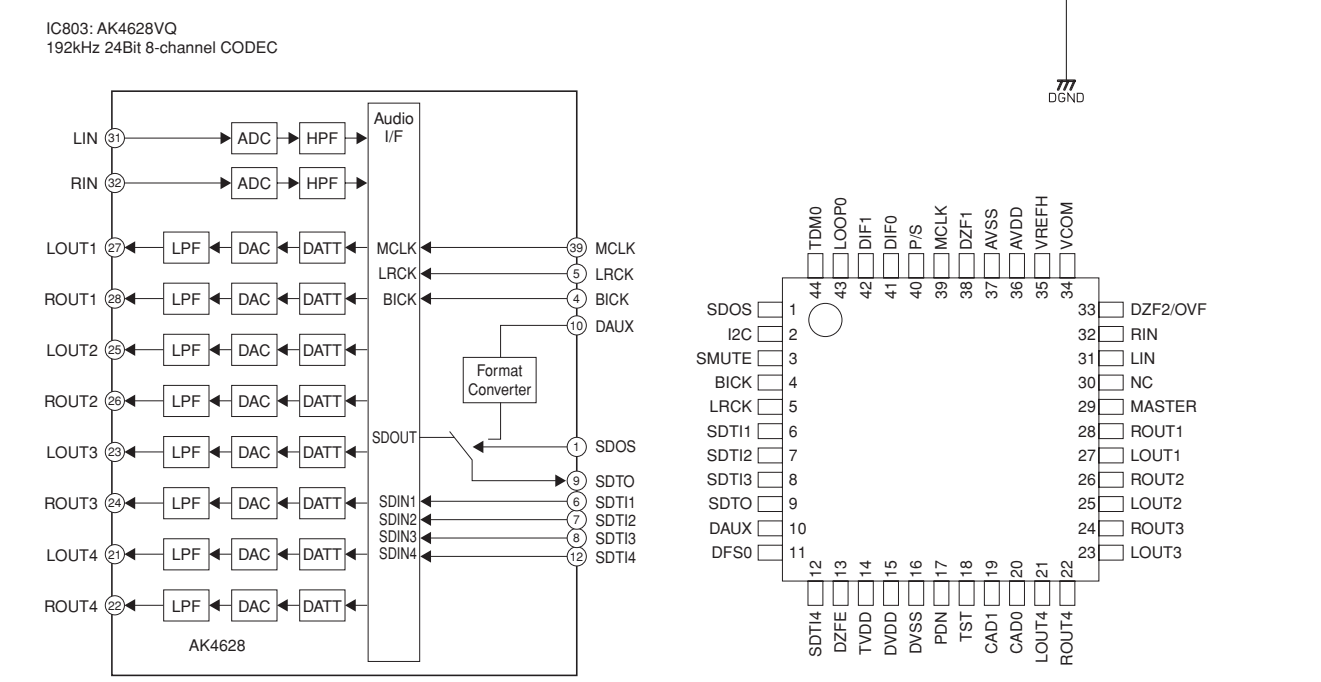 IC803: AK4628VQ
192kHz 24Bit 8-channel CODEC
DGND
Audio
I/F
LIN 31 ADC HPF
RIN 32 ADC HPF
LOUT1 27 LPF DAC DATT MCLK 39 MCLK
LRCK 5 LRCK
ROUT1 28 LPF DAC DATT BICK 4 BICK
10 DAUX
LOUT2 25 LPF DAC DATT
Format
Converter
ROUT2 26 LPF DAC DATT
SDOUT
LOUT3 23 LPF DAC DATT 1 SDOS
9 SDTO
ROUT3 24 LPF DAC DATT SDIN1 6 SDTI1
SDIN2 7 SDTI2
SDIN3 8 SDTI3
LOUT4 21 LPF DAC DATT SDIN4 12 SDTI4
ROUT4 22 LPF DAC DATT
AK4628
TDM0
LOOP0
DIF1
DIF0
P/S
MCLK
DZF1
AVSS
AVDD
VREFH
VCOM
44 43 42 41 40 39 38 37 36 35 34
SDOS 1 33 DZF2/OVF
I2C 2 32 RIN
SMUTE 3 31 LIN
BICK 4 30 NC
LRCK 5 29 MASTER
SDTI1 6 28 ROUT1
SDTI2 7 27 LOUT1
SDTI3 8 26 ROUT2
SDTO 9 25 LOUT2
DAUX 10 24 ROUT3
DFS0 11 23 LOUT3
12 13 14 15 16 17 18 19 20 21 22
SDTI4
DZFE
TVDD
DVDD
DVSS
PDN
TST
CAD1
CAD0
LOUT4
ROUT4